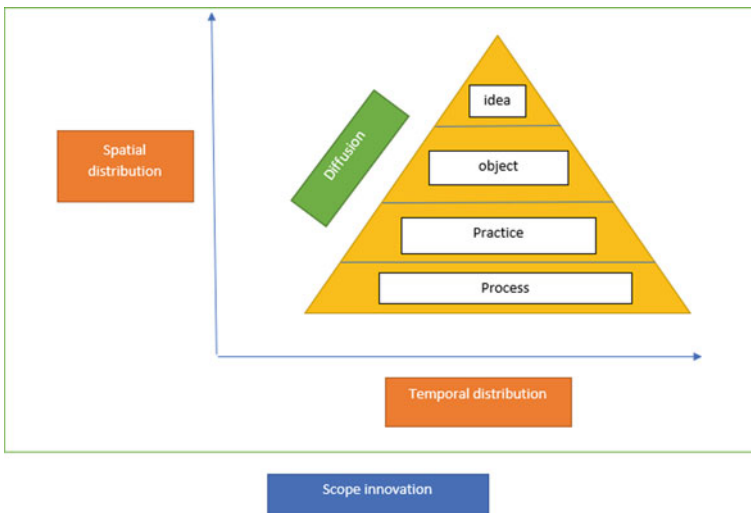 idea
Diffusion
object
Spatial
distribution
Practice
Process
Temporal distribution
Scope innovation